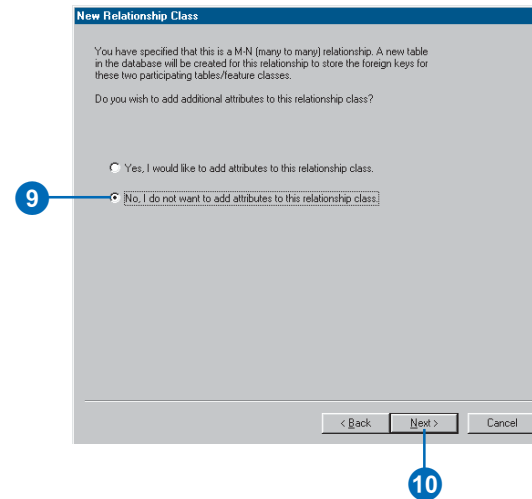 New Relationship Class
You have specified that this is a M-N (many to many) relationship. A new table
in the database will be created for this relationship to store the foreign keys for
these two participating tables/feature classes.
Do you wish to add additional attributes to this relationship class?
Yes, I would like to add attributes to this relationship class.
9
No, I do not want to add attributes to this relationship class.
< Back
Next >
Cancel
10